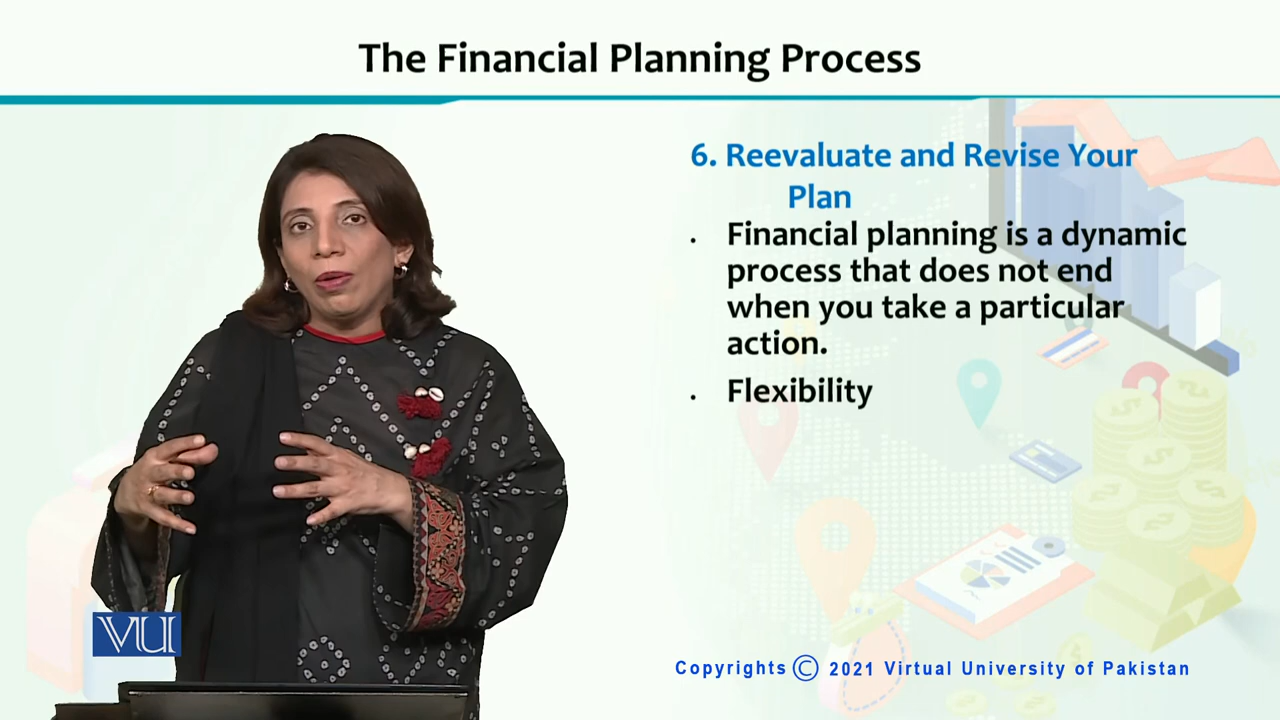 The Financial Planning Process
6. Reevaluate and Revise Your
Plan
• Financial planning is a dynamic
process that does not end
when you take a particular
action.
• Flexibility
VU
Copyrights © 2021 Virtual University of Pakistan